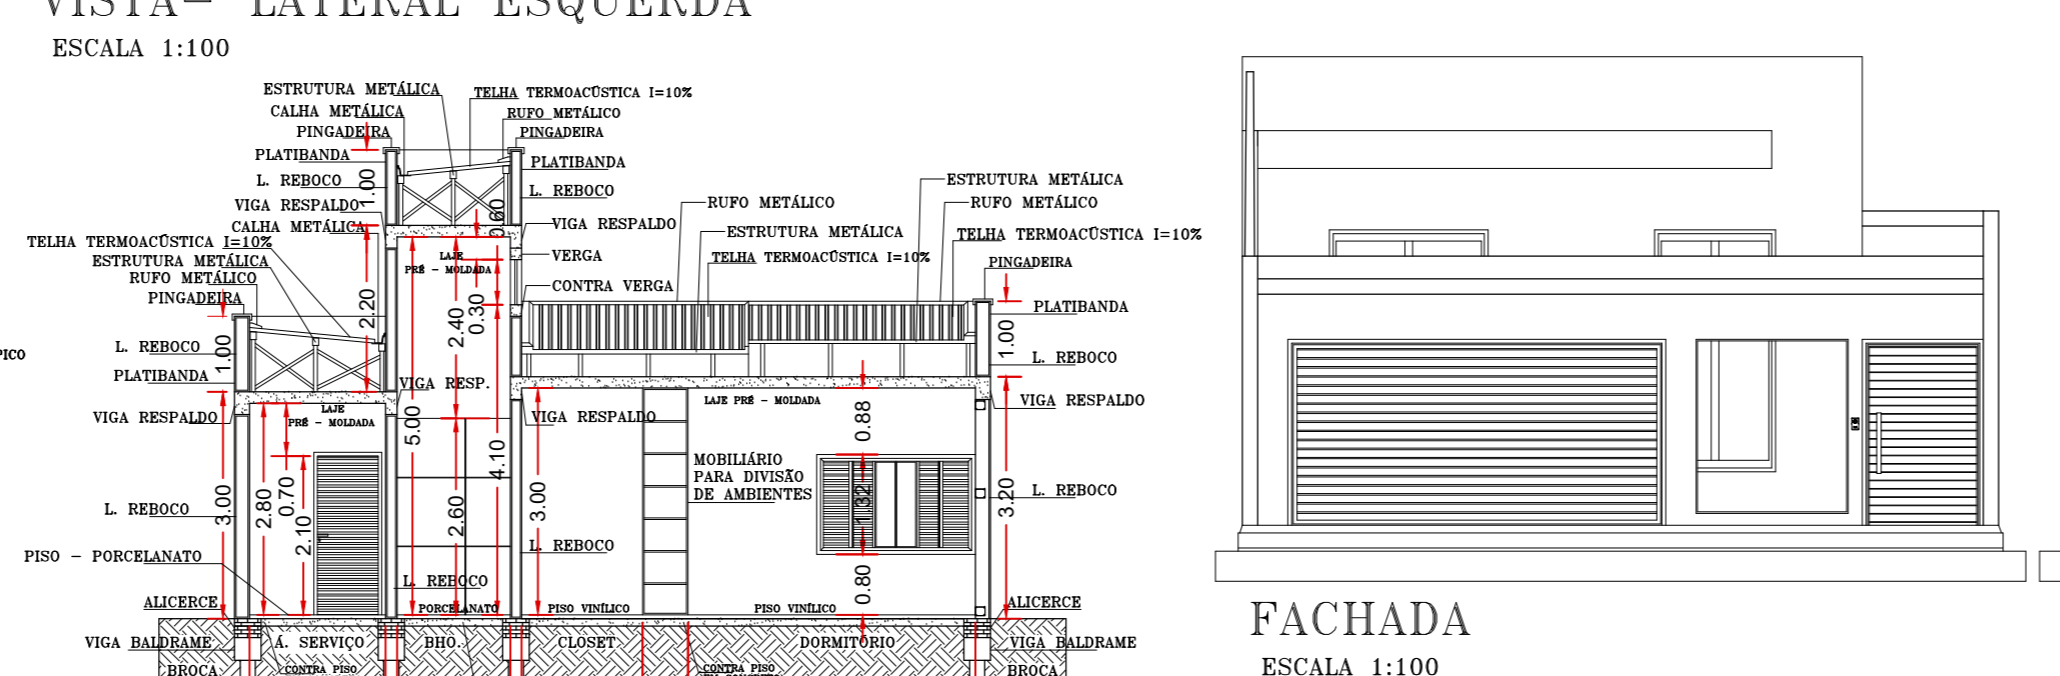 VISTA- LATERAL ESQUERDA
ESCALA 1:100
ESTRUTURA METÁLICA
TELHA TERMOACÚSTICA I=10%
CALHA METÁLICA
RUFO METÁLICO
PINGADEIRA
PINGADEIRA
PLATIBANDA
PLATIBANDA
L. REBOCO
L. REBOCO
1.00
VIGA RESPALDO
0.60
VIGA RESPALDO
CALHA METÁLICA
TELHA TERMOACÚSTICA I=10%
ESTRUTURA METÁLICA
RUFO METÁLICO
PINGADEIRA
LAJE
PRÉ - MOLDADA
VERGA
CONTRA VERGA
RUFO METÁLICO
ESTRUTURA METÁLICA
TELHA TERMOACÚSTICA I=10%
ESTRUTURA METÁLICA
RUFO METÁLICO
TELHA TERMOACÚSTICA I=10%
PINGADEIRA
PLATIBANDA
2.20
2.40
0.30
1.00
1.00
L. REBOCO
L. REBOCO
PICO
PLATIBANDA
VIGA RESP.
VIGA RESPALDO
LAJE
PRÉ - MOLDADA
VIGA RESPALDO
LAJE PRÉ - MOLDADA
VIGA RESPALDO
5.00
4.10
0.88
MOBILIÁRIO
PARA DIVISÃO
DE AMBIENTES
3.00
2.80
0.70
2.10
2.60
3.00
1.32
3.20
L. REBOCO
L. REBOCO
L. REBOCO
PISO - PORCELANATO
L. REBOCO
0.80
ALICERCE
PORCELANATO
PISO VINÍLICO
PISO VINÍLICO
ALICERCE
VIGA BALDRAME
Á. SERVIÇO
BHO.
CLOSET
DORMITÓRIO
VIGA BALDRAME
BROCA
CONTRA PISO
CONTRA PISO
BROCA
FACHADA
ESCALA 1:100